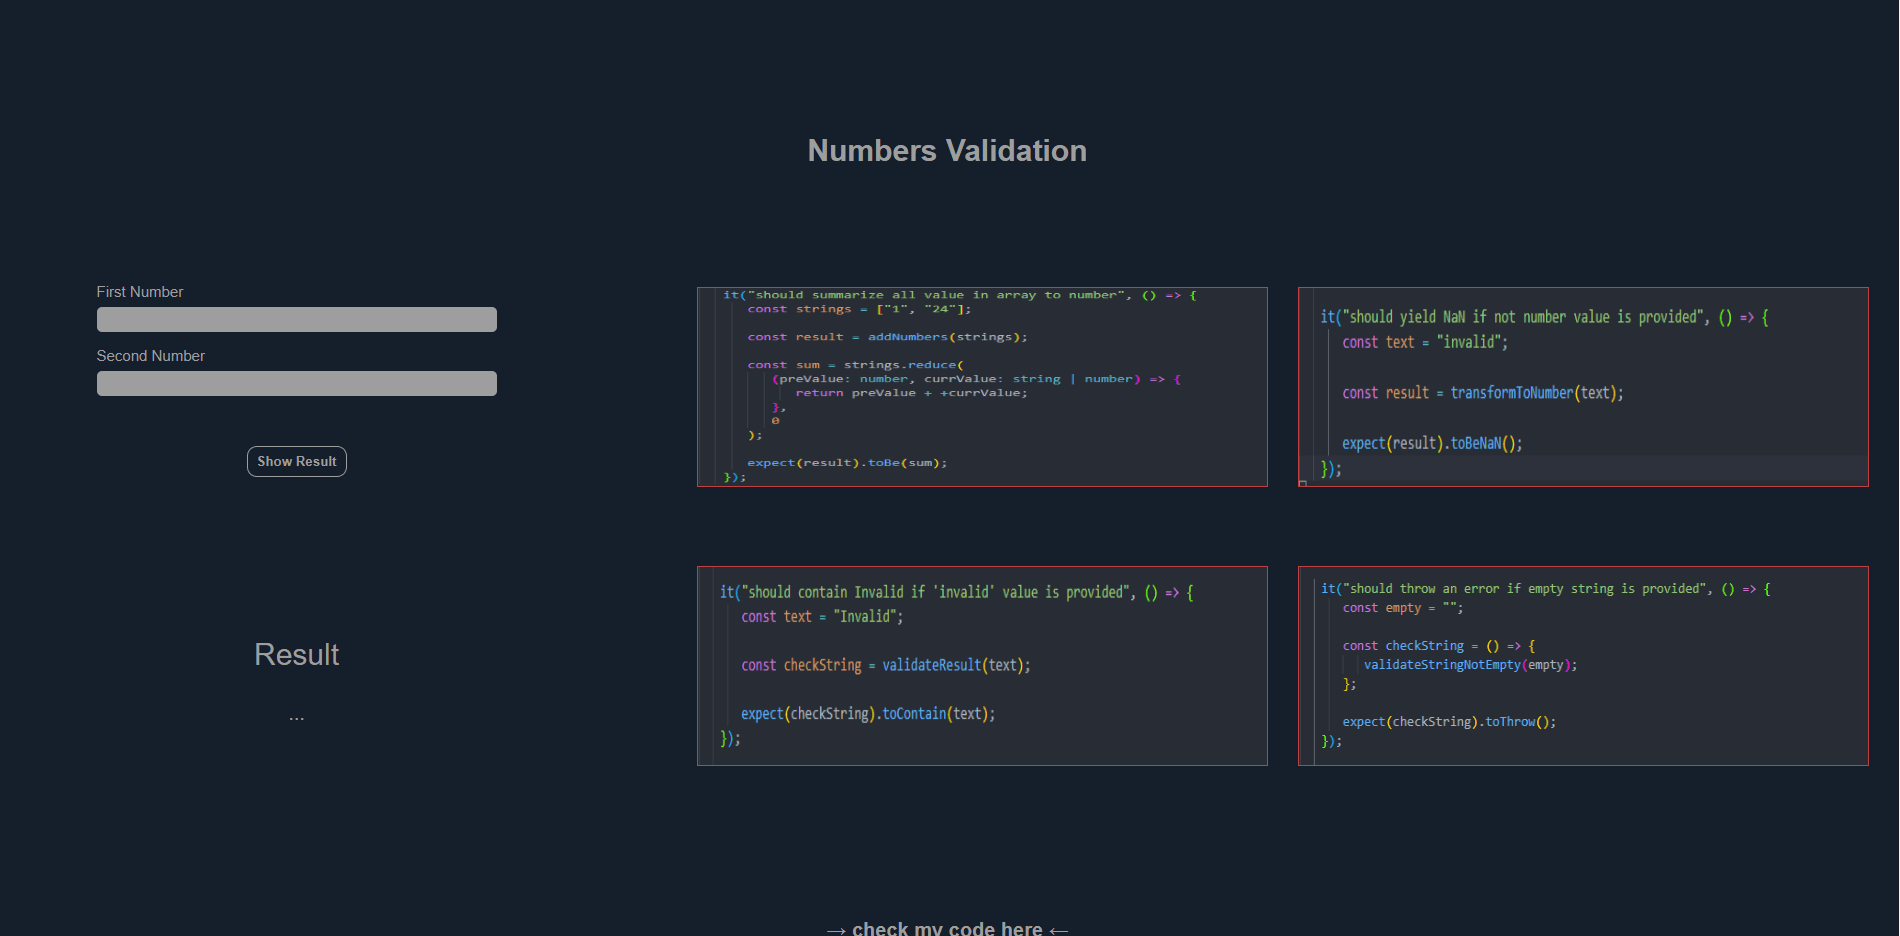 Numbers Validation
First Number
Second Number
Show Result
Result
...
it("should summarize all value in array to number", () => {
const strings = ["1", "24"];
const result = addNumbers(strings);
const sum = strings.reduce(
(preValue: number, currValue: string | number) => {
return preValue + +currValue;
},
0
);
expect(result).toBe(sum);
});
it("should yield NaN if not number value is provided", () => {
const text = "invalid";
const result = transformToNumber(text);
expect(result).toBeNaN();
});
it("should contain Invalid if 'invalid' value is provided", () => {
const text = "Invalid";
const checkString = validateResult(text);
expect(checkString).toContain(text);
});
it("should throw an error if empty string is provided", () => {
const empty = "";
const checkString = () => {
validateStringNotEmpty(empty);
};
expect(checkString).toThrow();
});
→ check my code here ←